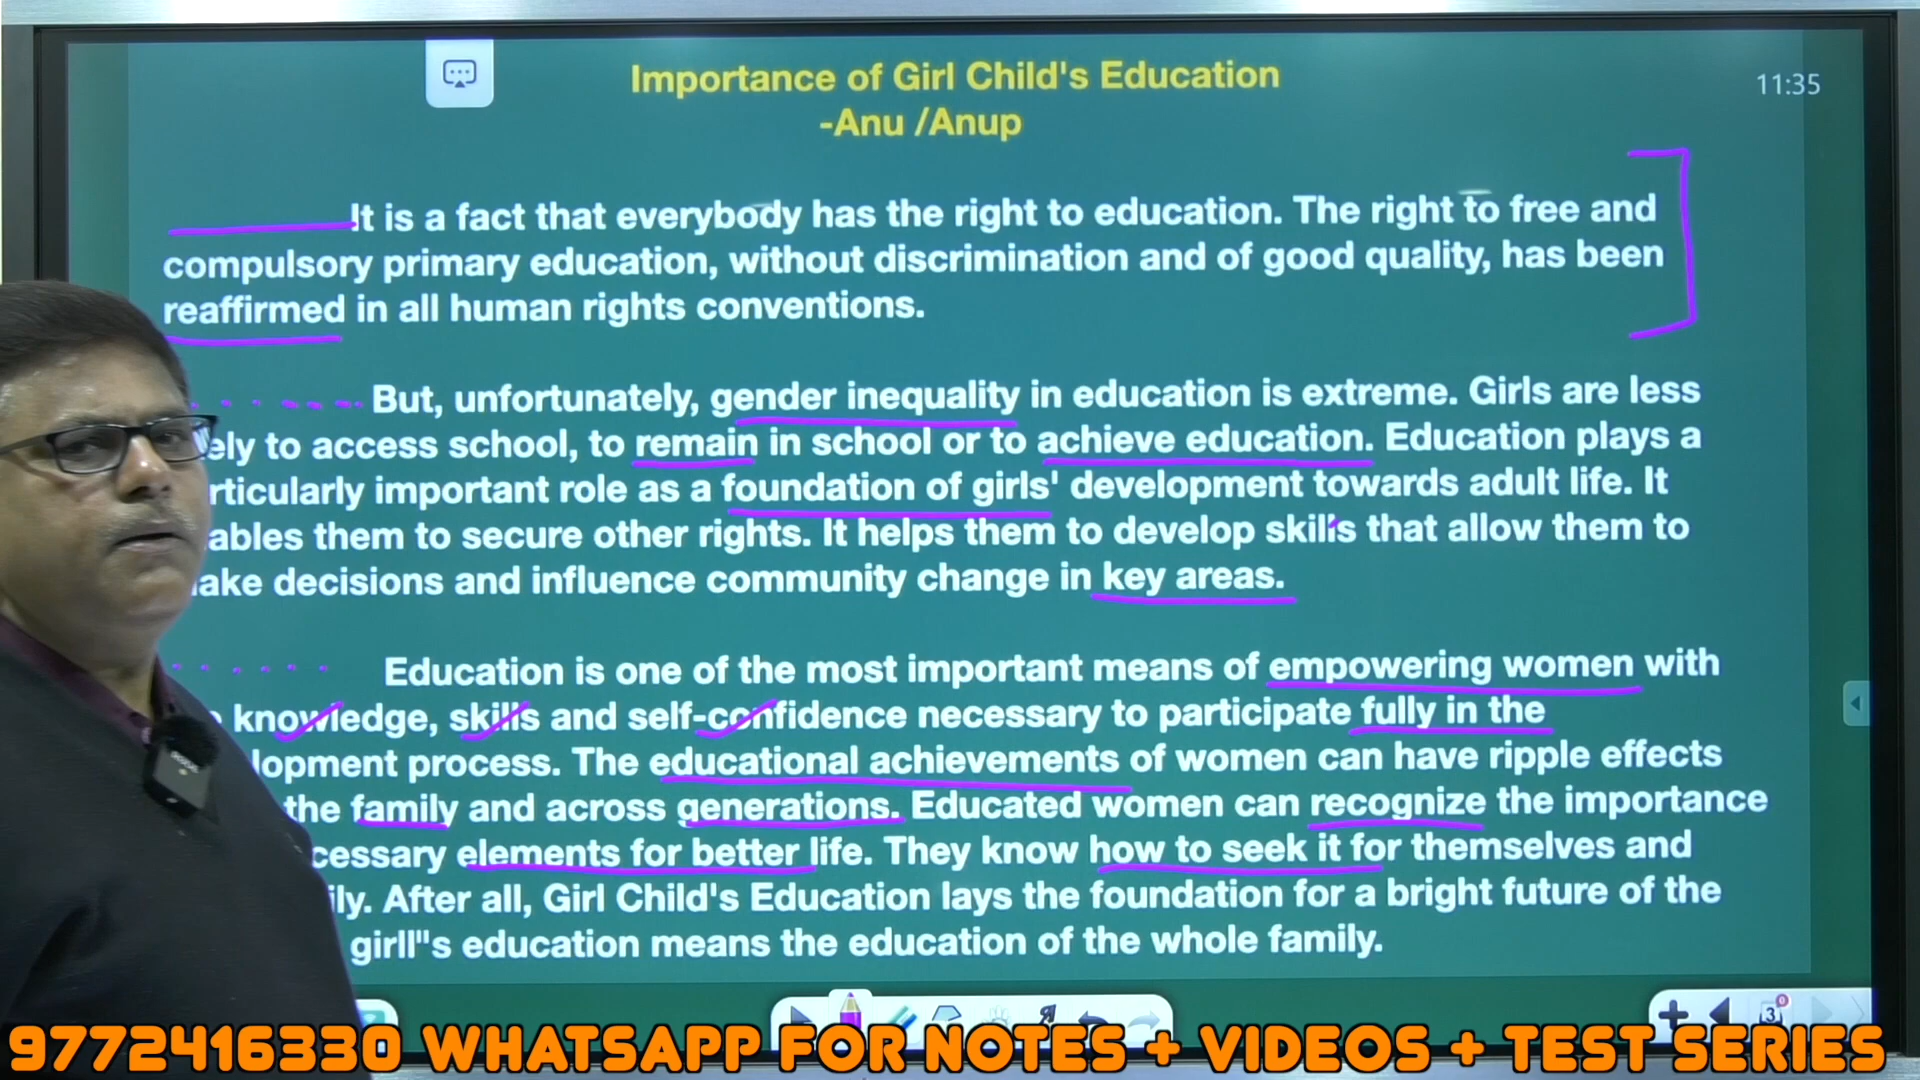 Importance of Girl Child's Education
11:35
-Anu /Anup
It is a fact that everybody has the right to education. The right to free and
compulsory primary education, without discrimination and of good quality, has been
reaffirmed in all human rights conventions.
But, unfortunately, gender inequality in education is extreme. Girls are less
to access school, to remain in school or to achieve education. Education plays a
important role as a foundation of girls' development towards adult life. It
them to secure other rights. It helps them to develop skills that allow them to
decisions and influence community change in key areas.
Education is one of the most important means of empowering women with
knowledge, skills and self-confidence necessary to participate fully in the
process. The educational achievements of women can have ripple effects
the family and across generations. Educated women can recognize the importance
elements for better life. They know how to seek it for themselves and
After all, Girl Child's Education lays the foundation for a bright future of the
girll"s education means the education of the whole family.
3
9772416330 WHATSAPP FOR NOTES + VIDEOS + TEST SERIES